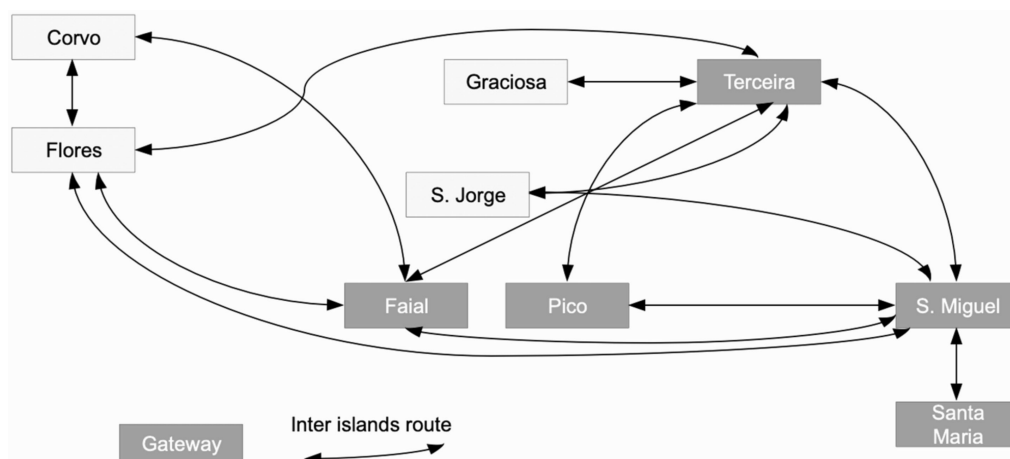 Corvo
Graciosa
Terceira
Flores
S. Jorge
Faial
Pico
S. Miguel
Santa
Maria
Gateway
Inter islands route